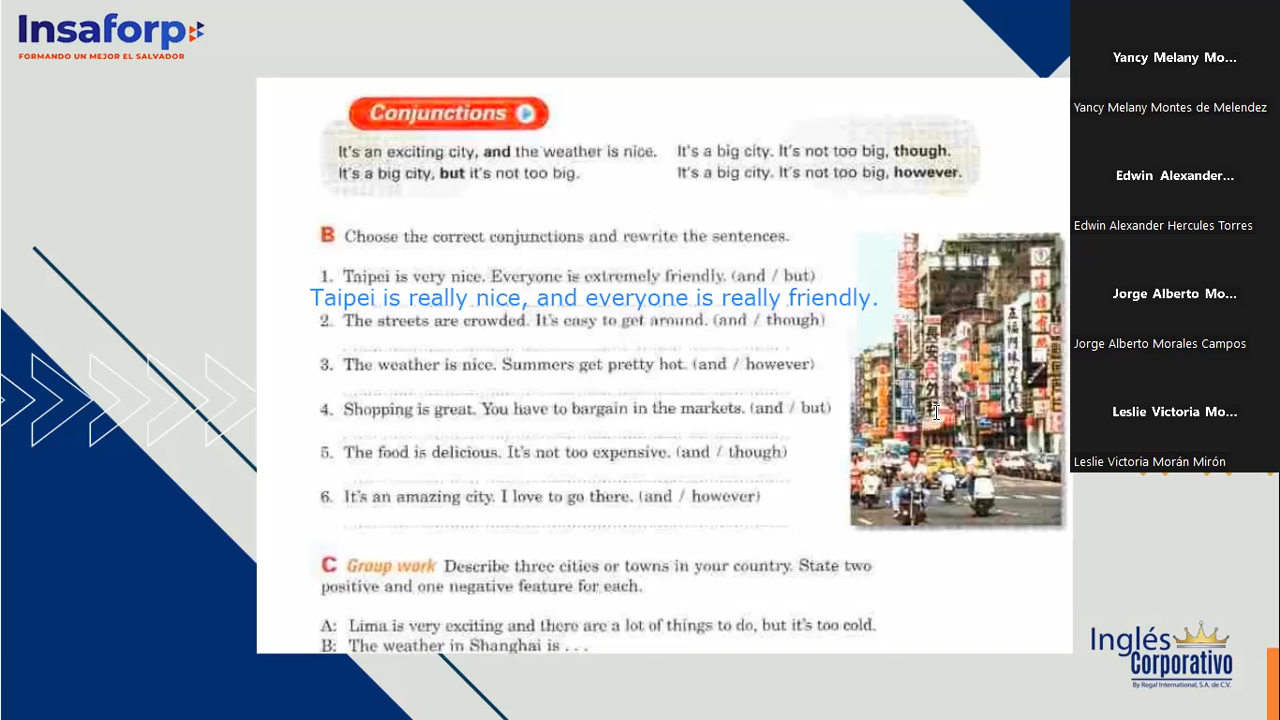 Insaforp
FORMANDO UN MEJOR EL SALVADOR
Conjunctions
It's an exciting city, and the weather is nice.
It's a big city, but it's not too big.
It's a big city. It's not too big, though.
It's a big city. It's not too big, however.
B Choose the correct conjunctions and rewrite the sentences.
1. Taipei is very nice. Everyone is extremely friendly. (and / but)
Taipei is really nice, and everyone is really friendly.
2. The streets are crowded. It's easy to get around. (and / though)
3. The weather is nice. Summers get pretty hot. (and / however)
4. Shopping is great. You have to bargain in the markets. (and / but)
5. The food is delicious. It's not too expensive. (and / though)
6. It's an amazing city. I love to go there. (and / however)
C Group work Describe three cities or towns in your country. State two
positive and one negative feature for each.
A: Lima is very exciting and there are a lot of things to do, but it's too cold.
B: The weather in Shanghai is . . .
Yancy Melany Mo...
Yancy Melany Montes de Melendez
Edwin Alexander...
Edwin Alexander Hercules Torres
Jorge Alberto Mo...
Jorge Alberto Morales Campos
Leslie Victoria Mo...
Leslie Victoria Morán Mirón
Inglés
Corporativo
By Regal International, S.A. de C.V.